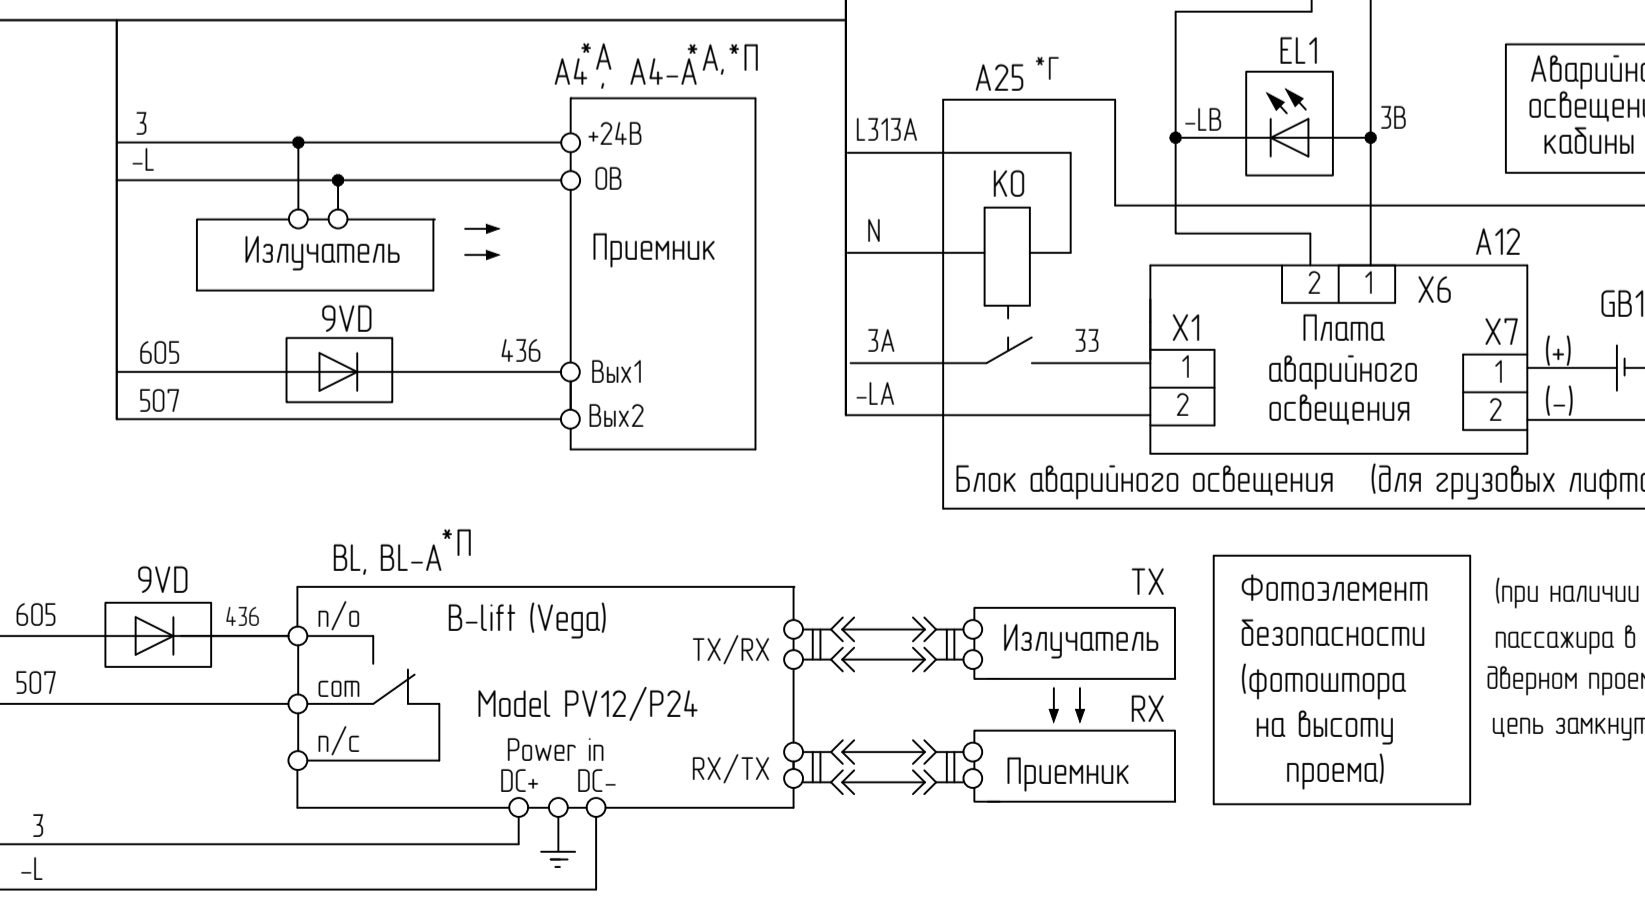 A4*А, A4-A*А,*П
3
+24В
-L
0В
Излучатель
Приемник
9VD
605
436
Вых1
507
Вых2
A25 *Г
L313A
K0
N
3A
33
-LA
EL1
-LB
3B
A12
2 1
X6
X1
Плата
аварийного
освещения
1
2
X7
1
2
GB1
(+)
(-)
Блок аварийного освещения (для грузовых
кабины
BL, BL-A*П
9VD
605
436
507
n/o
com
n/c
B-lift (Vega)
Model PV12/P24
Power in
DC+ DC-
TX/RX
RX/TX
3
-L
TX
Излучатель
RX
Приемник
Фотоэлемент
безопасности
(фотоштора
на высоту
проема)
(при наличии
пассажира в
дверном
цепь